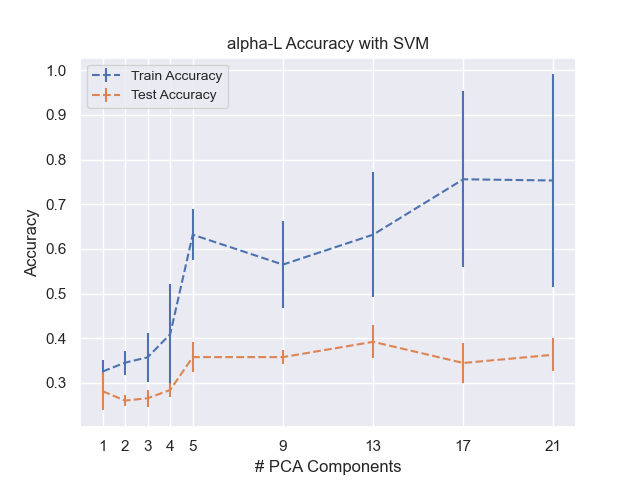 alpha-L Accuracy with SVM
Train Accuracy
Test Accuracy
Accuracy
1.0
0.9
0.8
0.7
0.6
0.5
0.4
0.3
1 2 3 4 5 9 13 17 21
# PCA Components